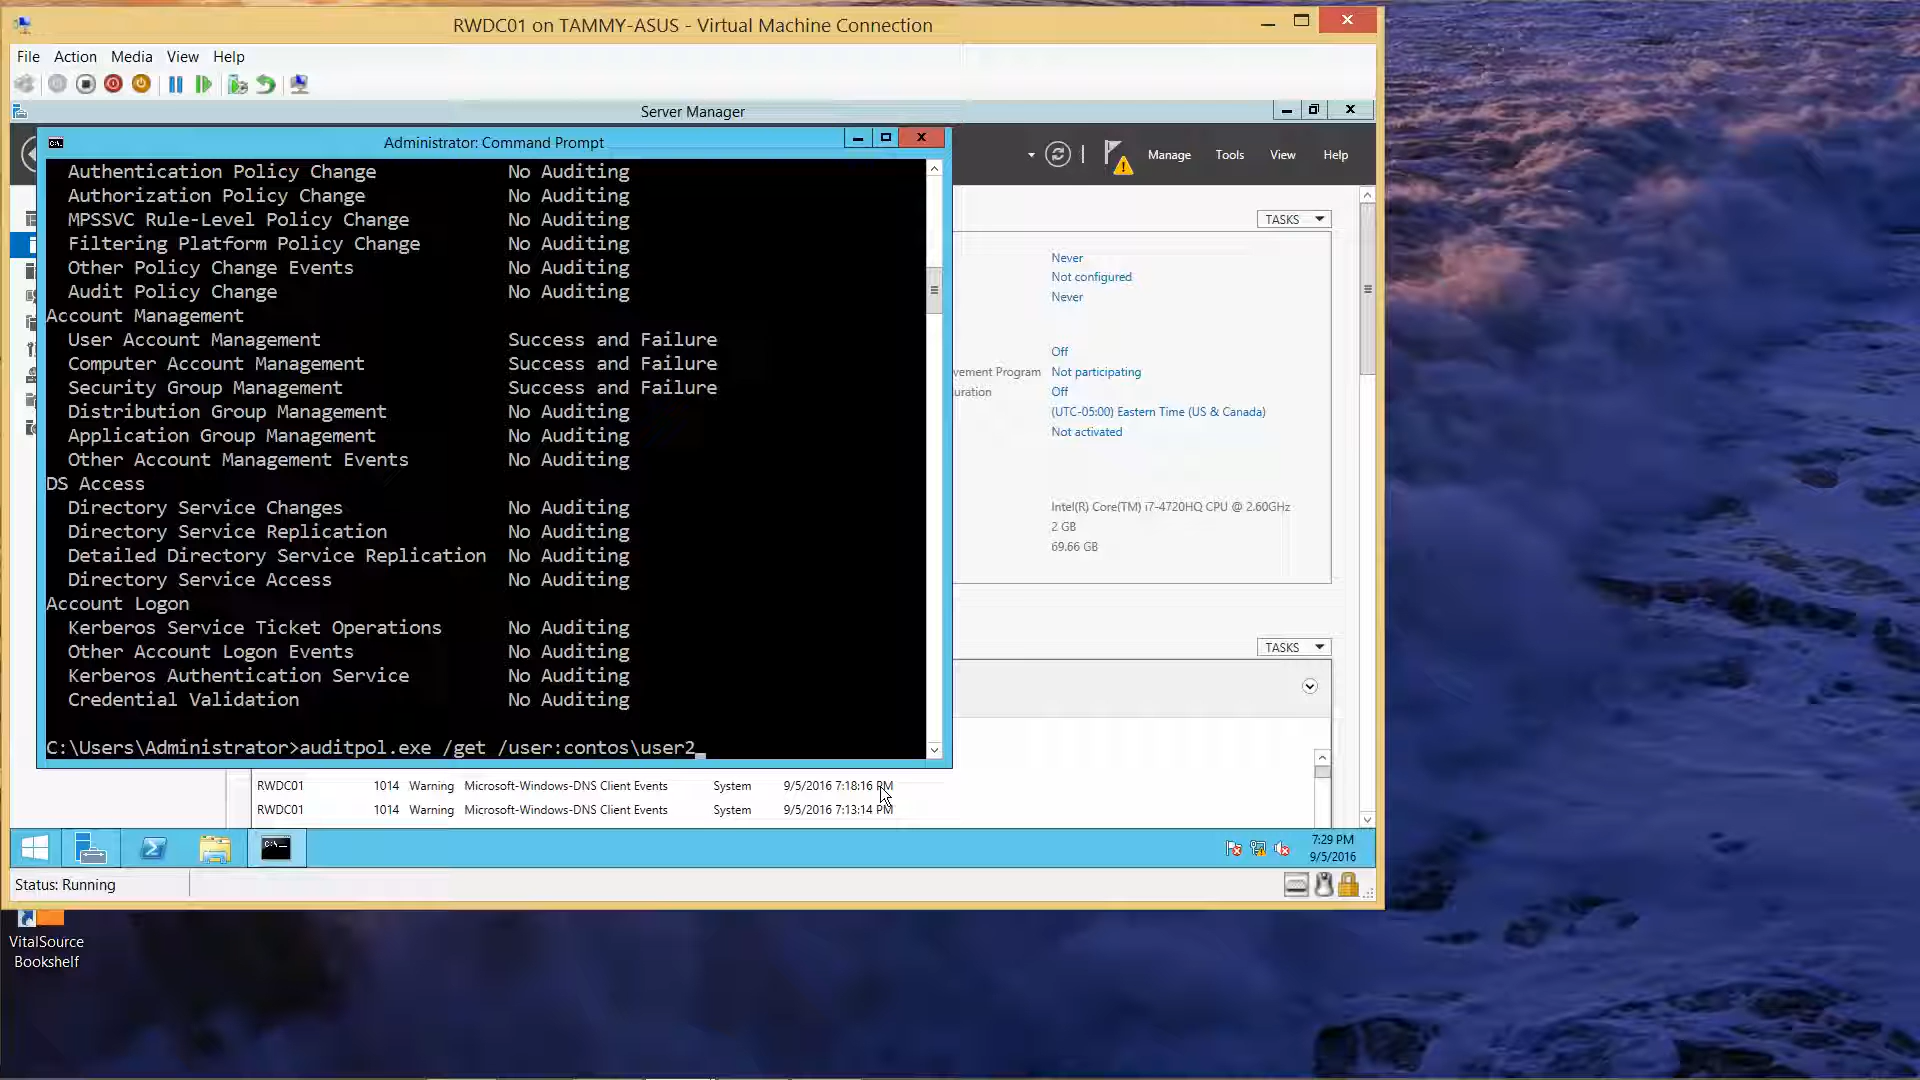 RWDC01 on TAMMY-ASUS - Virtual Machine Connection
File Action Media View Help
Server Manager
Administrator: Command Prompt
Manage Tools View Help
Authentication Policy Change No Auditing
Authorization Policy Change No Auditing
MPSSVC Rule-Level Policy Change No Auditing
Filtering Platform Policy Change No Auditing
Other Policy Change Events No Auditing
Audit Policy Change No Auditing
Account Management
User Account Management Success and Failure
Computer Account Management Success and Failure
Security Group Management Success and Failure
Distribution Group Management No Auditing
Application Group Management No Auditing
Other Account Management Events No Auditing
DS Access
Directory Service Changes No Auditing
Directory Service Replication No Auditing
Detailed Directory Service Replication No Auditing
Directory Service Access No Auditing
Account Logon
Kerberos Service Ticket Operations No Auditing
Other Account Logon Events No Auditing
Kerberos Authentication Service No Auditing
Credential Validation No Auditing
C:\Users\Administrator>auditpol.exe /get /user:contos\user2_
TASKS
Never
Not configured
Never
Off
vement Program Not participating
uration Off
(UTC-05:00) Eastern Time (US & Canada)
Not activated
Intel(R) Core(TM) i7-4720HQ CPU @ 2.60GHz
2 GB
69.66 GB
TASKS
RWDC01 1014 Warning Microsoft-Windows-DNS Client Events System 9/5/2016 7:18:16 PM
RWDC01 1014 Warning Microsoft-Windows-DNS Client Events System 9/5/2016 7:13:14 PM
7:29 PM
9/5/2016
Status: Running
VitalSource
Bookshelf